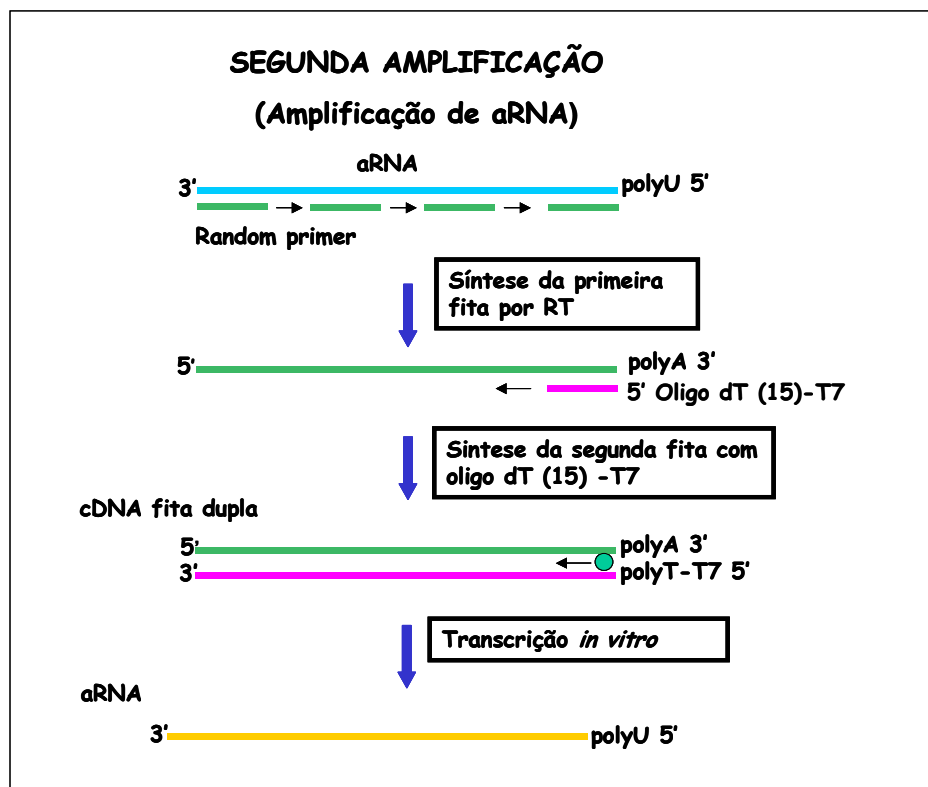 SEGUNDA AMPLIFICAÇÃO
(Amplificação de aRNA)
aRNA
3’ polyU 5’
Random primer
Síntese da primeira
fita por RT
5’ polyA 3’
5’ Oligo dT (15)-T7
Sintese da segunda fita com
oligo dT (15) -T7
cDNA fita dupla
5’ polyA 3’
3’ polyT-T7 5’
Transcrição in vitro
aRNA
3’ polyU 5’